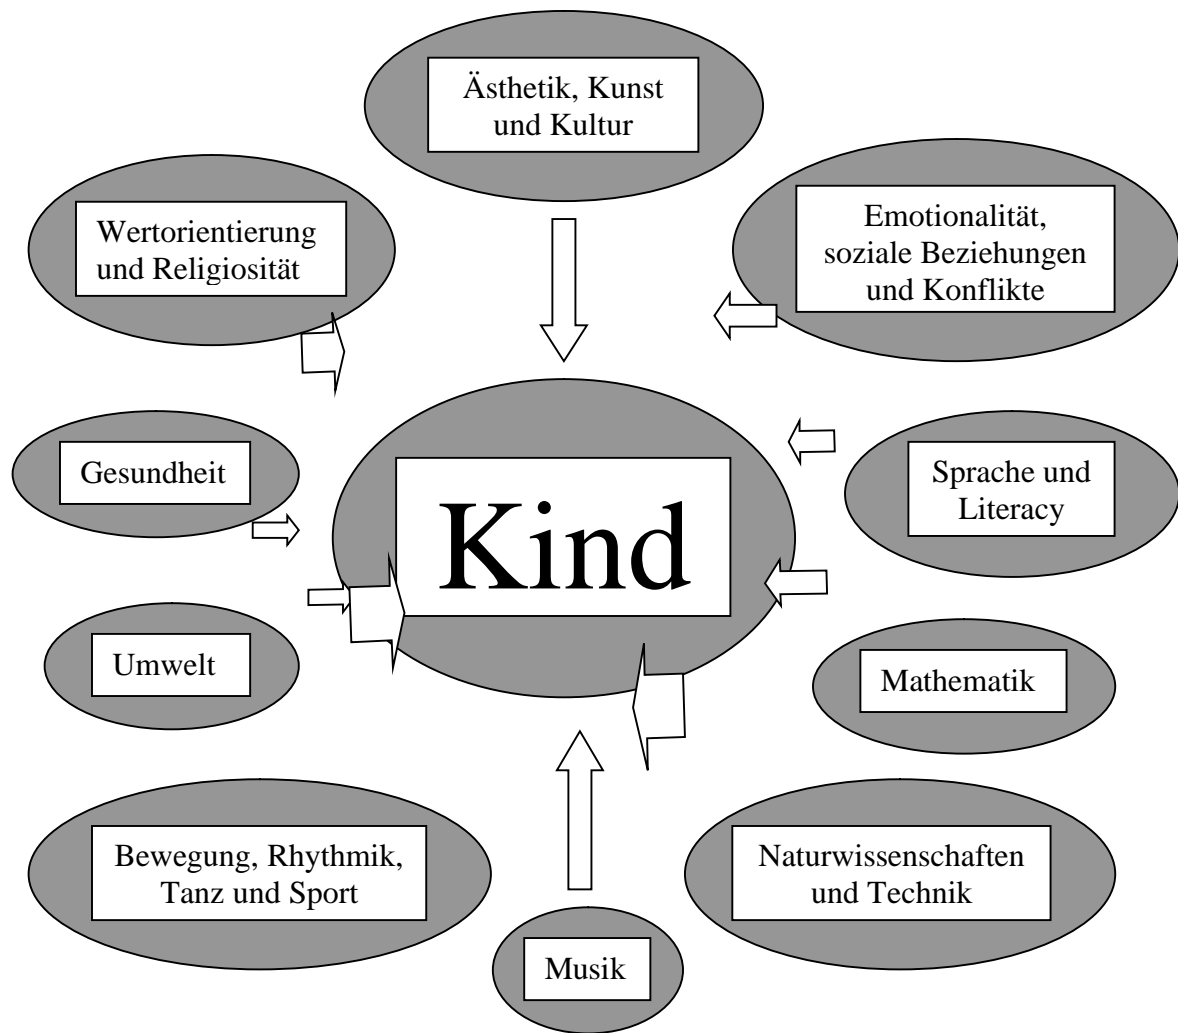 Ästhetik, Kunst
und Kultur
Wertorientierung
und Religiosität
Emotionalität,
soziale Beziehungen
und Konflikte
Gesundheit
Kind
Sprache und
Literacy
Umwelt
Mathematik
Bewegung, Rhythmik,
Tanz und Sport
Naturwissenschaften
und Technik
Musik